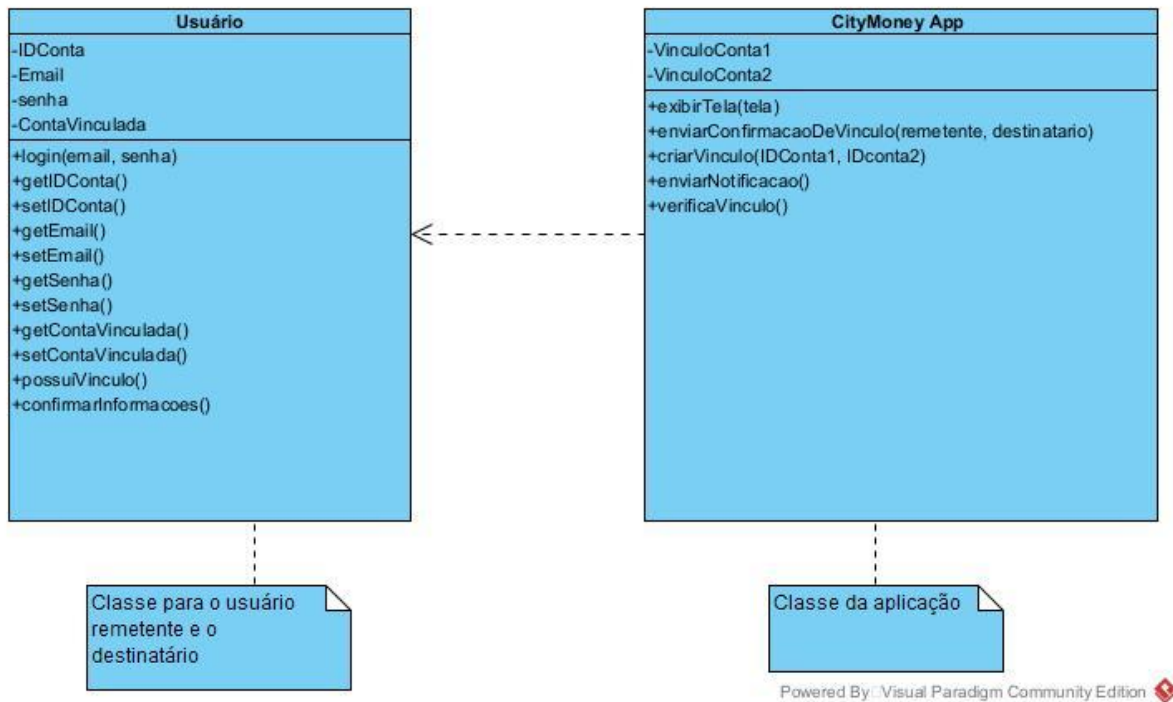 Usuário
-IDConta
-Email
-senha
-ContaVinculada
+login(email, senha)
+getIDConta()
+setIDConta()
+getEmail()
+setEmail()
+getSenha()
+setSenha()
+getContaVinculada()
+setContaVinculada()
+possuiVinculo()
+confirmarInformacoes()
CityMoney App
-VinculoConta1
-VinculoConta2
+exibirTela(tela)
+enviarConfirmacaoDeVinculo(remetente, destinatario)
+criarVinculo(IDConta1, IDconta2)
+enviarNotificacao()
+verificaVinculo()
Classe para o usuário
remetente e o
destinatário
Classe da aplicação
Powered By Visual Paradigm Community Edition